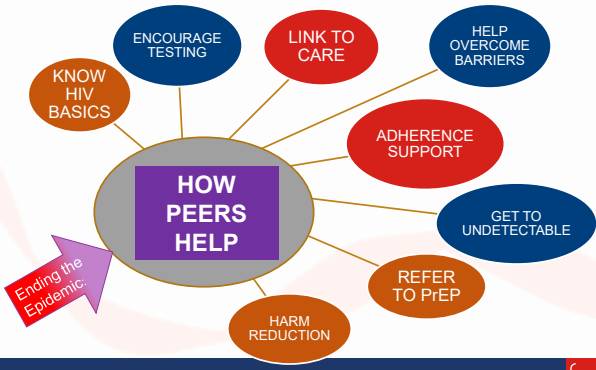 ENCOURAGE
TESTING
LINK TO
CARE
HELP
OVERCOME
BARRIERS
KNOW
HIV
BASICS
ADHERENCE
SUPPORT
HOW
PEERS
HELP
GET TO
UNDETECTABLE
Ending the
Epidemic:
REFER
TO PrEP
HARM
REDUCTION